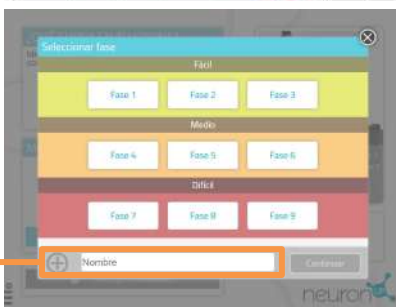 Seleccionar fase
Fácil
Fase 1 Fase 2 Fase 3
Medio
Fase 4 Fase 5 Fase 6
Difícil
Fase 7 Fase 8 Fase 9
Nombre Continuar
neuron